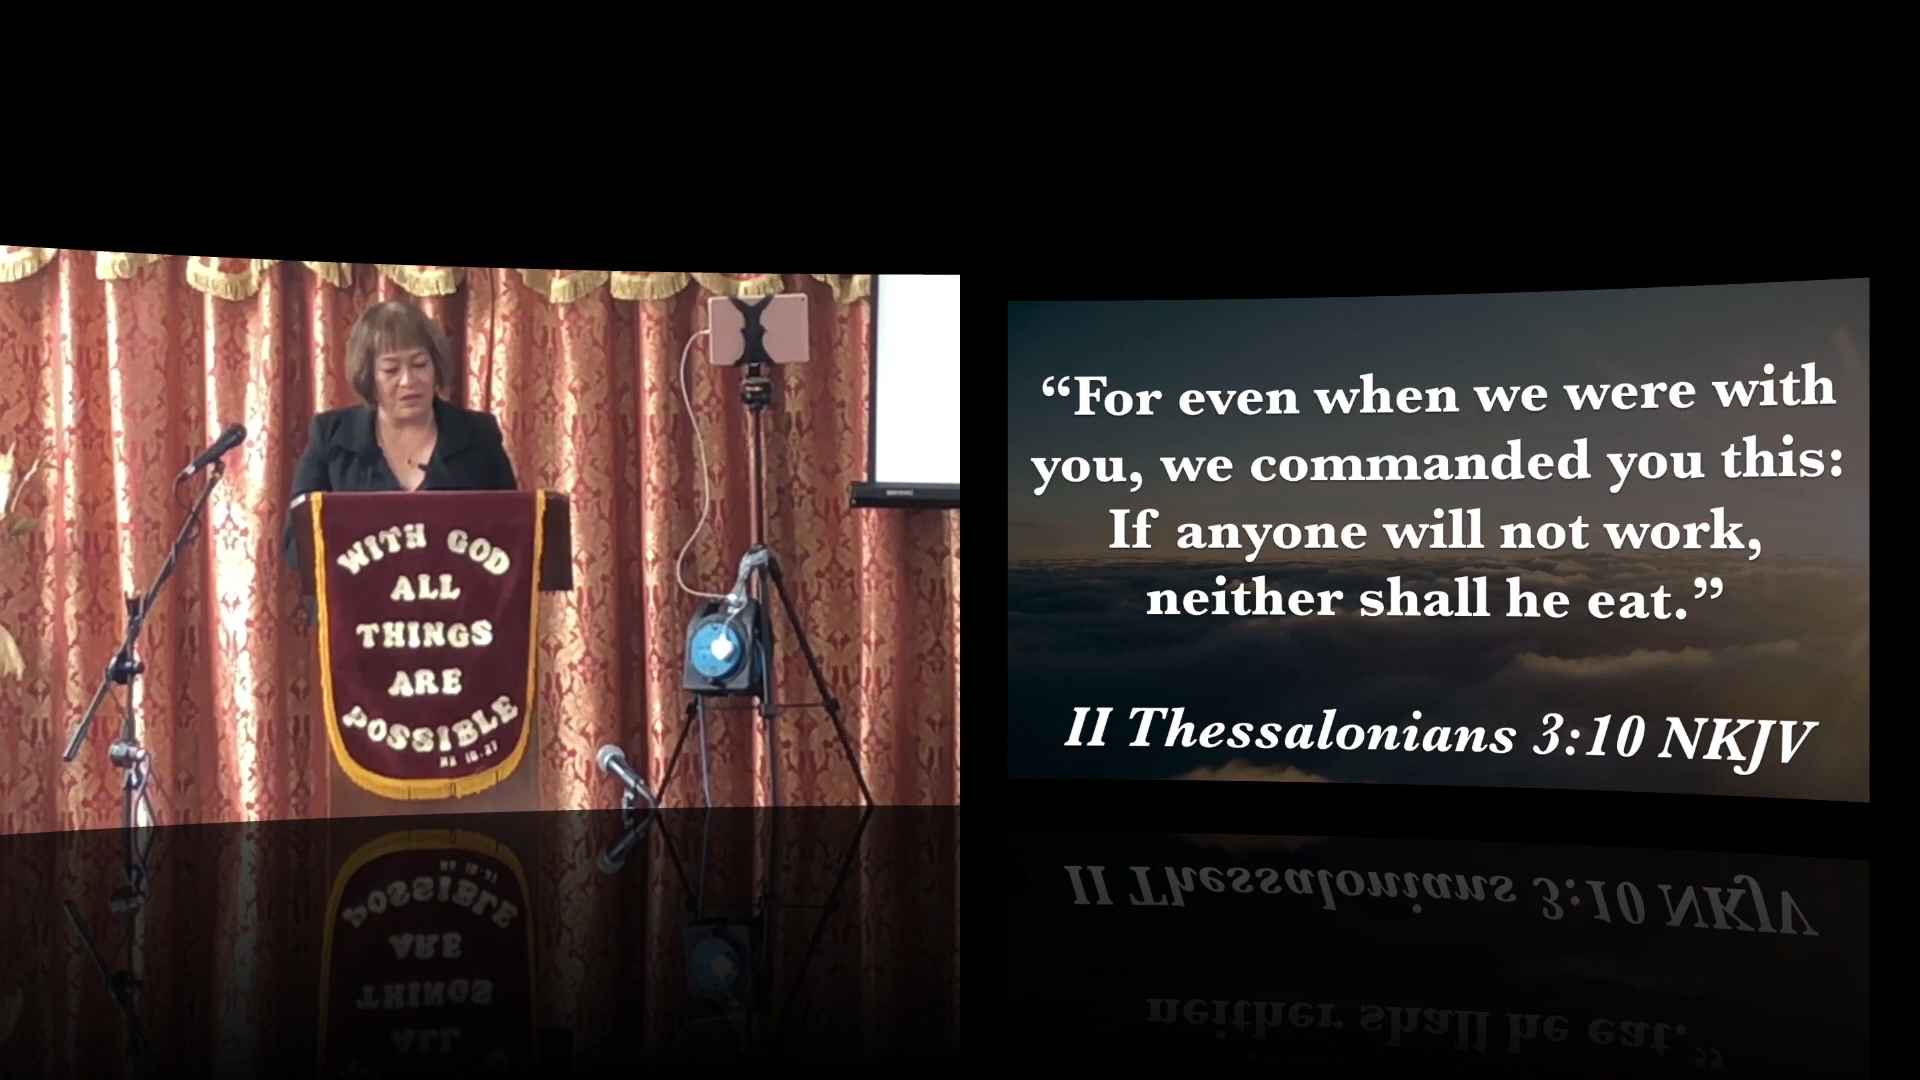 WITH GOD
ALL
THINGS
ARE
POSSIBLE
“For even when we were with
you, we commanded you this:
If anyone will not work,
neither shall he eat.”
II Thessalonians 3:10 NKJV